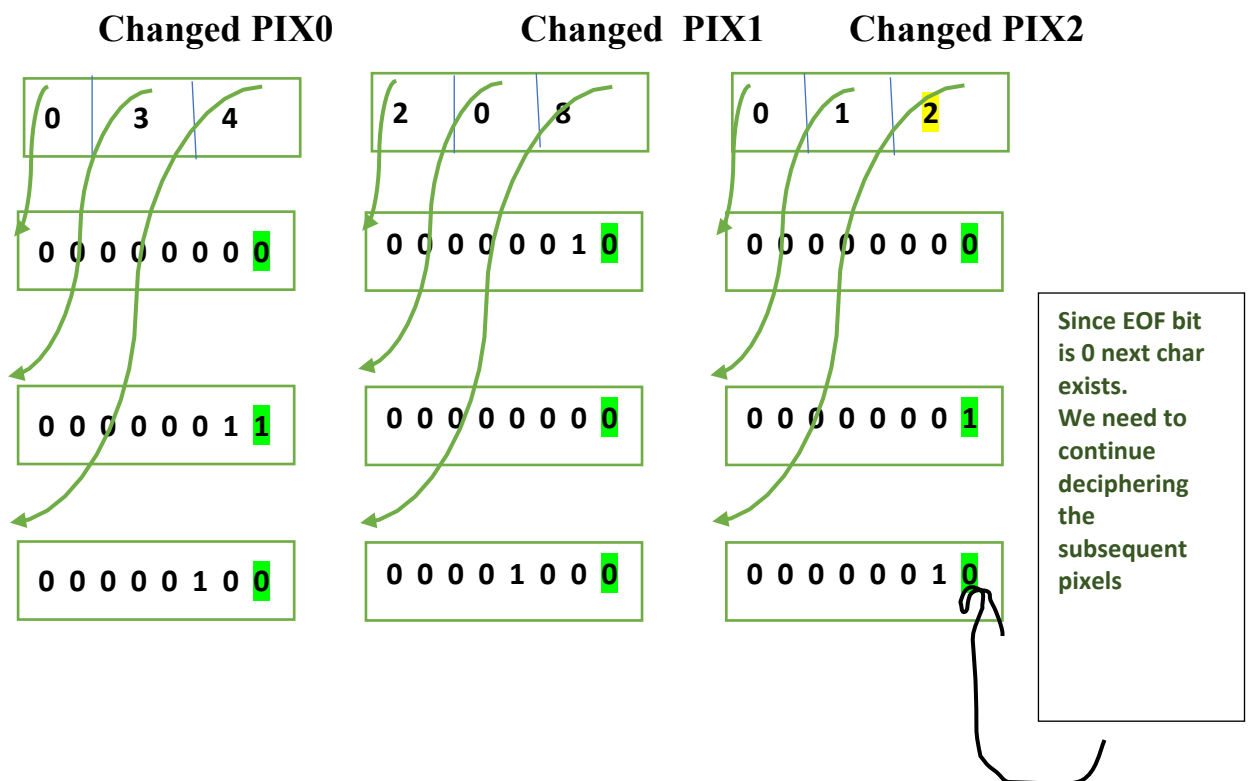 Changed PIX0 Changed PIX1 Changed PIX2
0 3 4 2 0 8 0 1 2
0 0 0 0 0 0 0 0 0 0 0 0 0 0 1 0 0 0 0 0 0 0 0 0
0 0 0 0 0 0 1 1 0 0 0 0 0 0 0 0 0 0 0 0 0 0 0 1
0 0 0 0 0 1 0 0 0 0 0 0 1 0 0 0 0 0 0 0 0 0 1 0
Since EOF bit
is 0 next char
exists.
We need to
continue
deciphering
the
subsequent
pixels